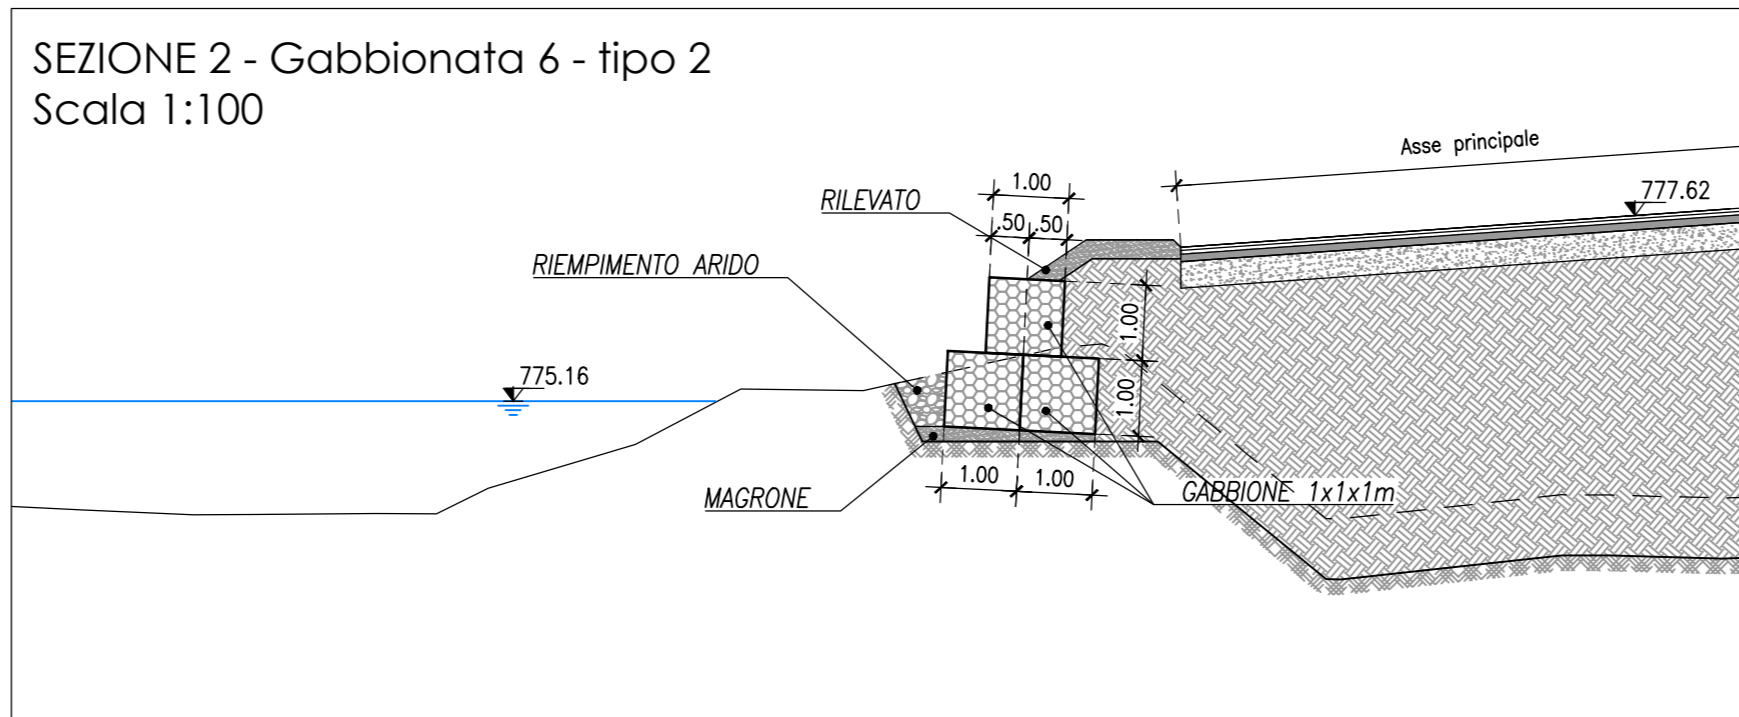 SEZIONE 2 - Gabbionata 6 - tipo 2
Scala 1:100
Asse principale
1.00
777.62
RILEVATO
.50 .50
RIEMPIMENTO ARIDO
1.00
775.16
1.00
1.00 1.00
MAGRONE
GABBIONE 1x1x1m